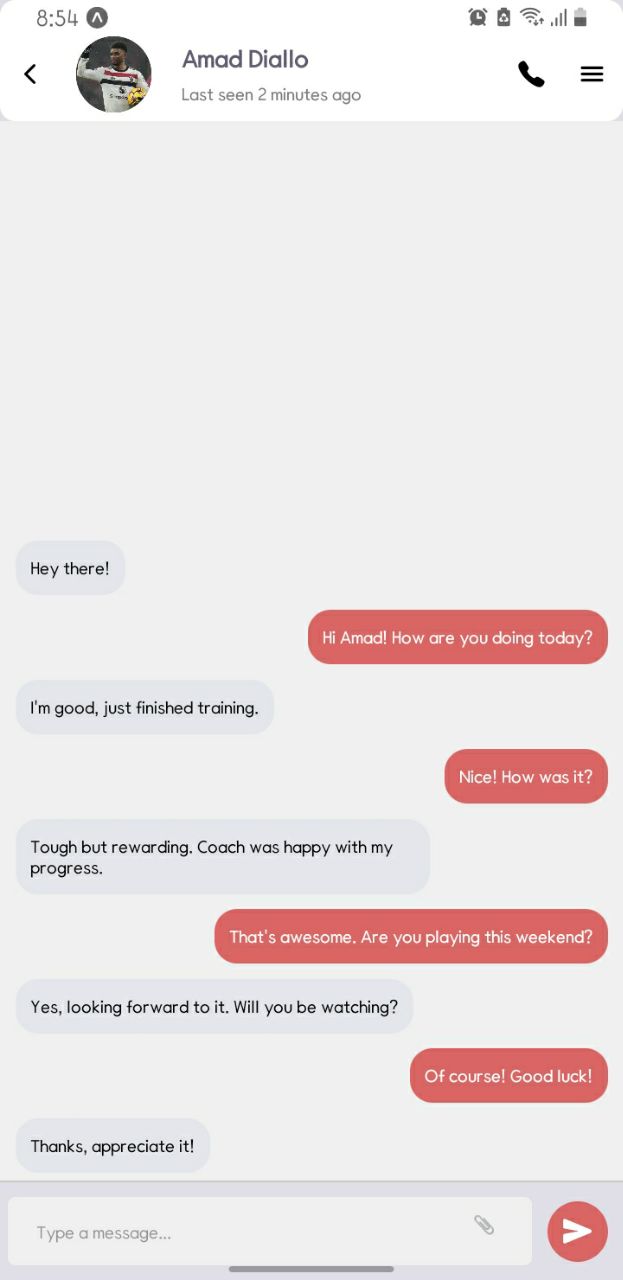 8:54
Amad Diallo
Last seen 2 minutes ago
Hey there!
Hi Amad! How are you doing today?
I'm good, just finished training.
Nice! How was it?
Tough but rewarding. Coach was happy with my
progress.
That's awesome. Are you playing this weekend?
Yes, looking forward to it. Will you be watching?
Of course! Good luck!
Thanks, appreciate it!
Type a message...